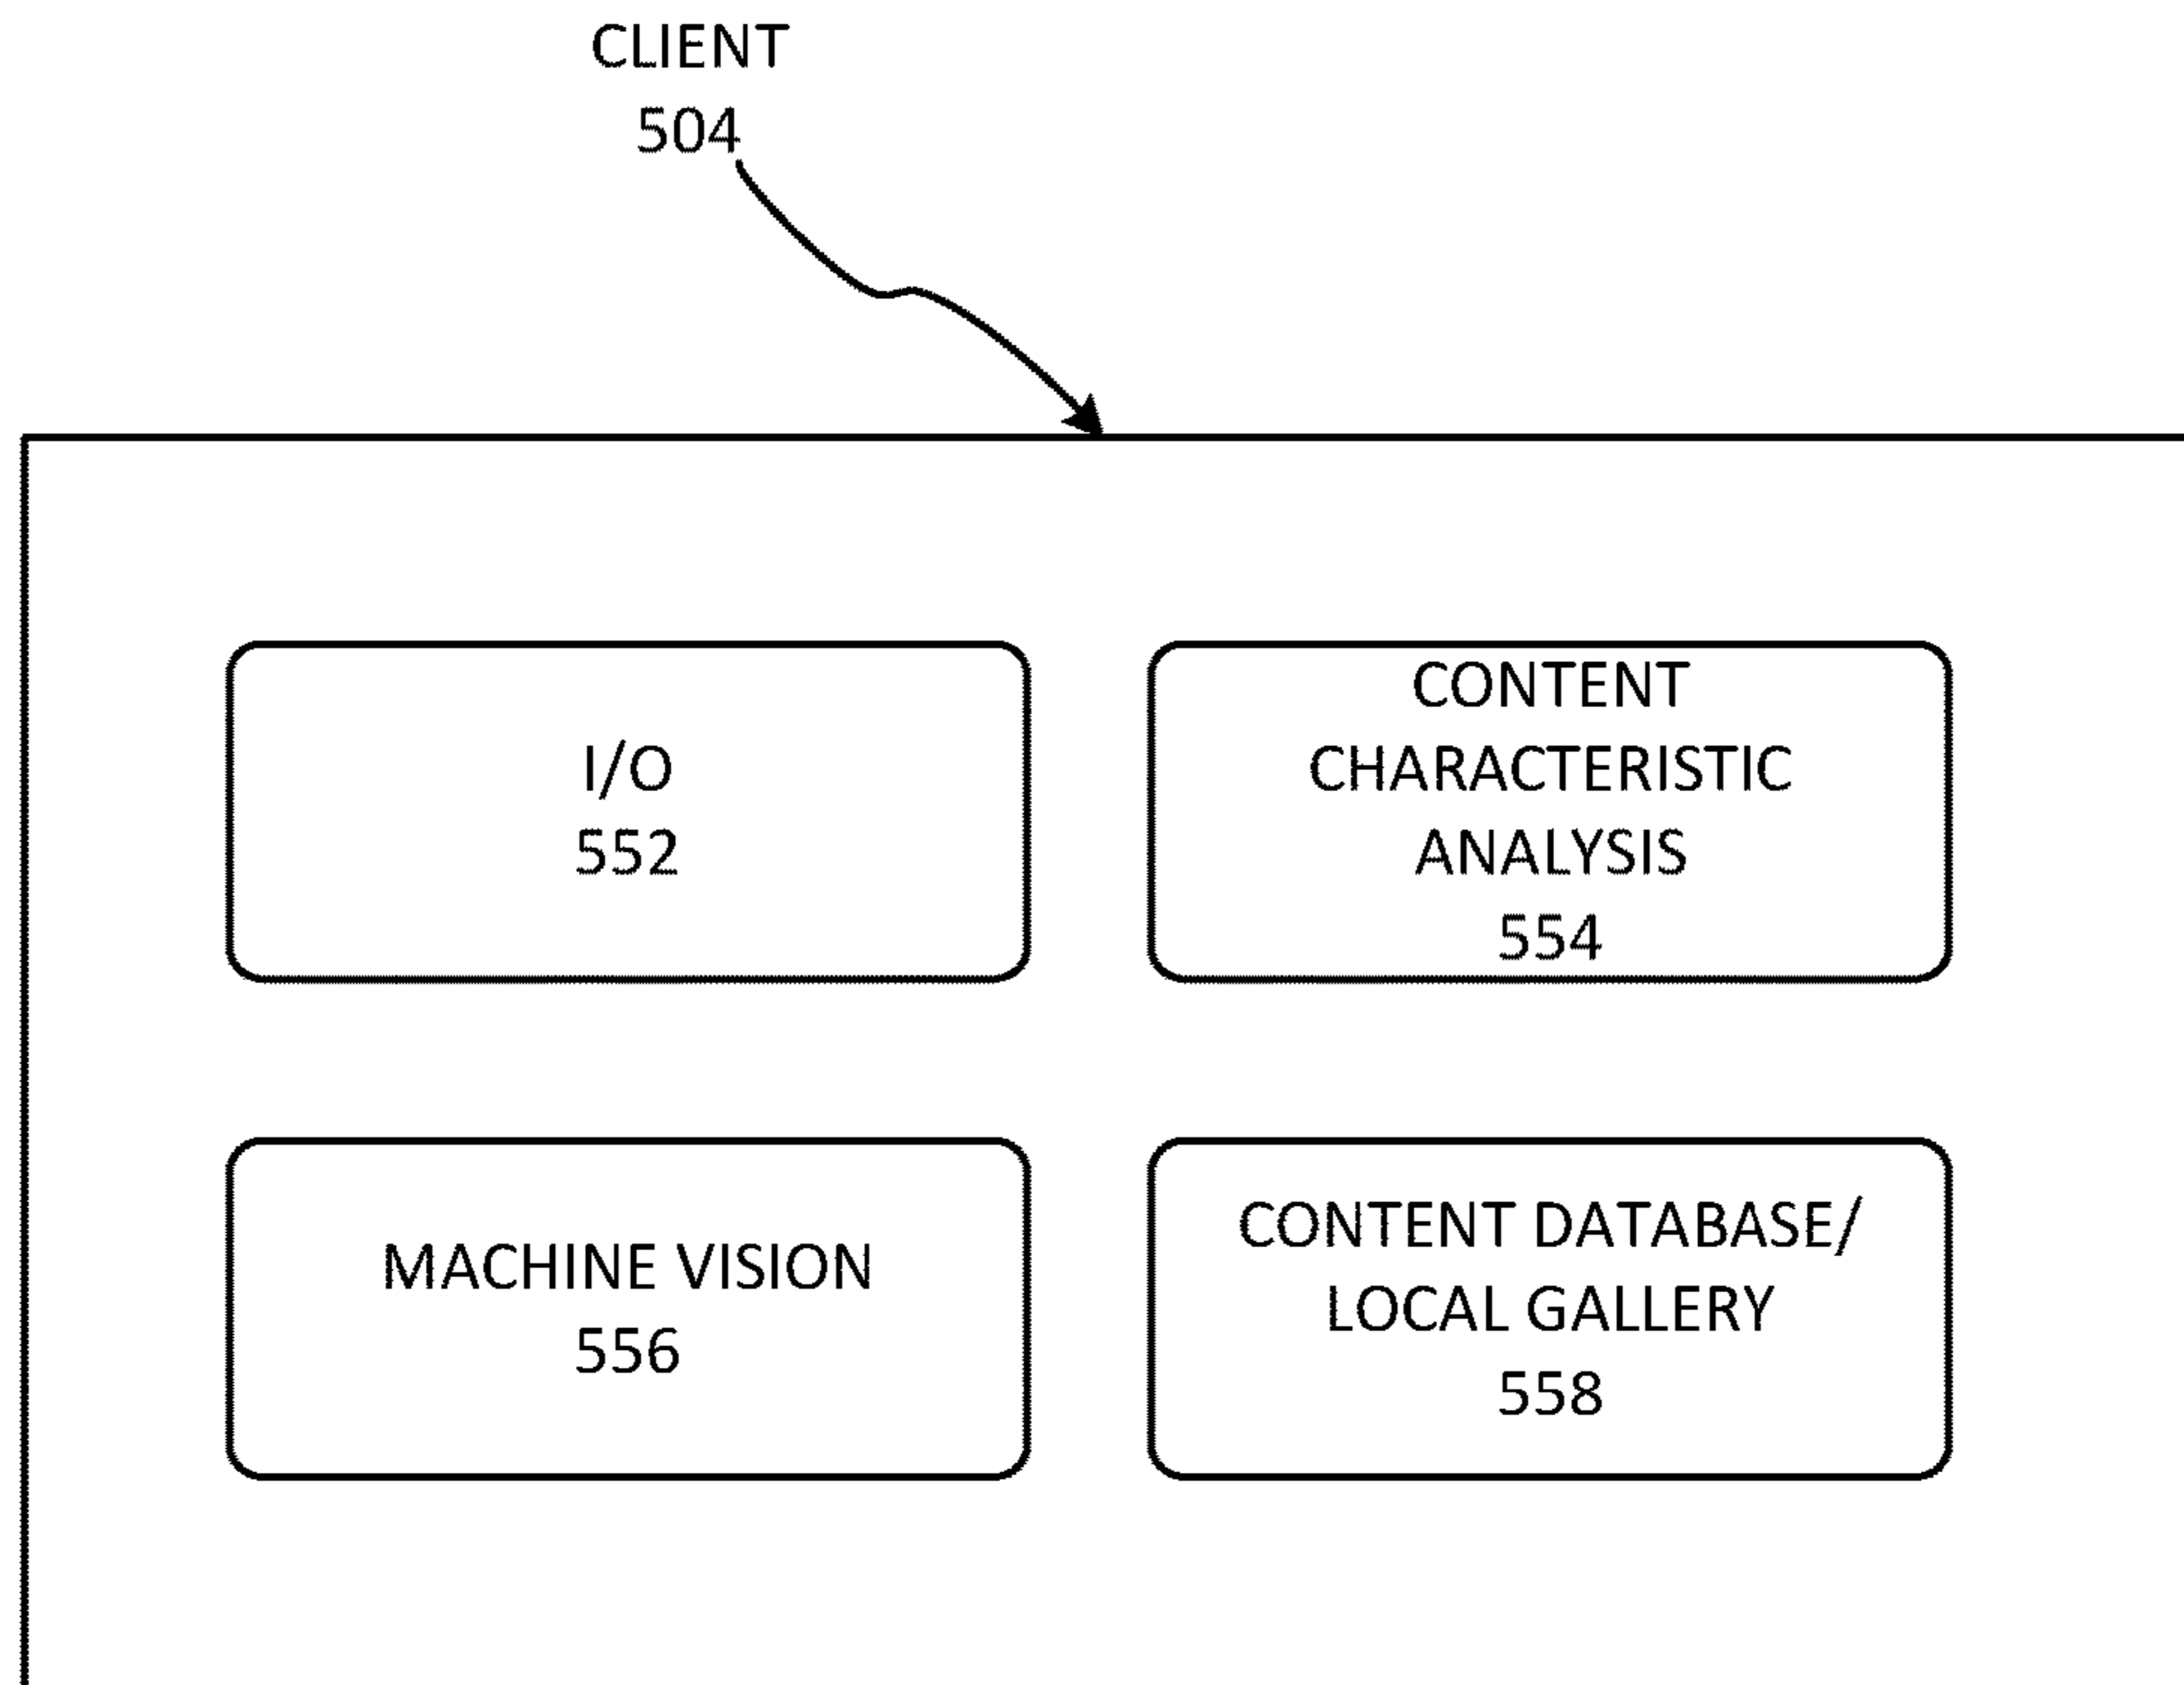 CLIENT
504
I/O
552
CONTENT
CHARACTERISTIC
ANALYSIS
554
MACHINE VISION
556
CONTENT DATABASE/
LOCAL GALLERY
558